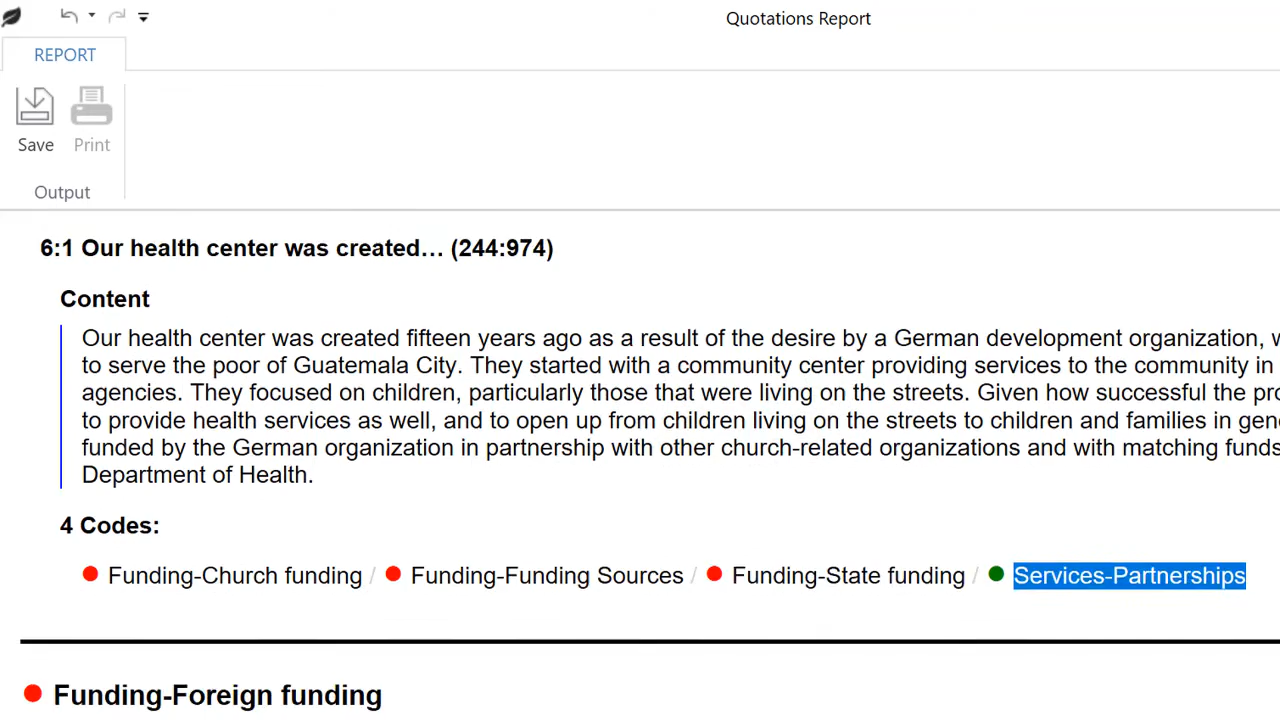 Quotations Report
REPORT
Save Print
Output
6:1 Our health center was created… (244:974)
Content
Our health center was created fifteen years ago as a result of the desire by a German development organization,
to serve the poor of Guatemala City. They started with a community center providing services to the community in
agencies. They focused on children, particularly those that were living on the streets. Given how successful the
to provide health services as well, and to open up from children living on the streets to children and families in
funded by the German organization in partnership with other church-related organizations and with matching funds
Department of Health.
4 Codes:
Funding-Church funding / Funding-Funding Sources / Funding-State funding / Services-Partnerships
Funding-Foreign funding